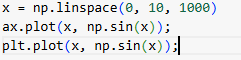 x = np.linspace(0, 10, 1000)
ax.plot(x, np.sin(x));
plt.plot(x, np.sin(x));